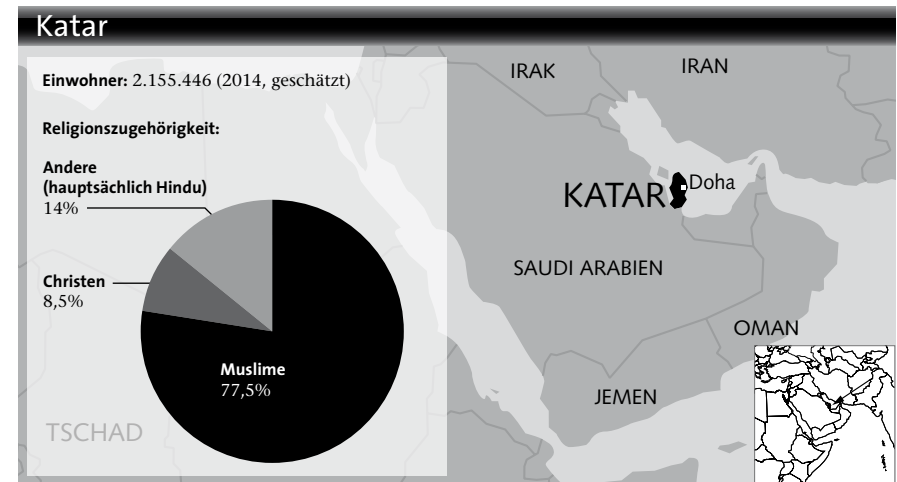 Katar
Einwohner: 2.155.446 (2014, geschätzt)
Religionszugehörigkeit:
Andere
(hauptsächlich Hindu)
14%
Christen
8,5%
Muslime
77,5%
TSCHAD
IRAK
IRAN
KATAR
Doha
SAUDI ARABIEN
OMAN
JEMEN